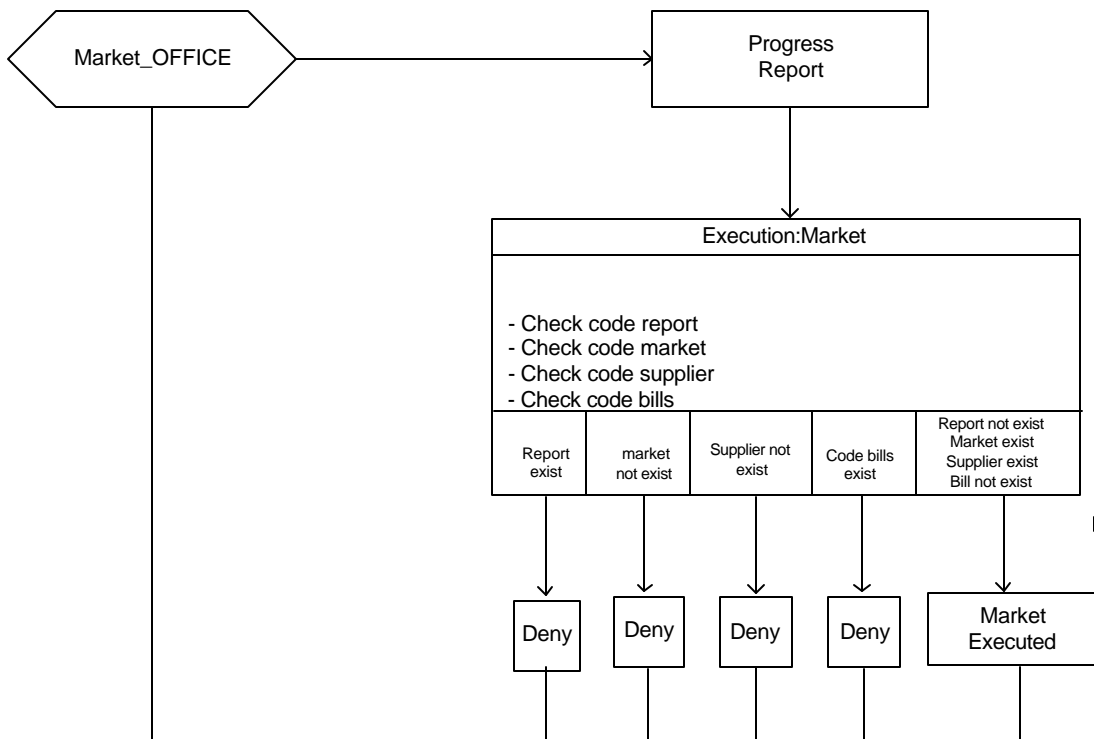 Market_OFFICE
Progress
Report
Execution:Market
- Check code report
- Check code market
- Check code supplier
- Check code bills
Report
exist
market
not exist
Supplier not
exist
Code bills
exist
Report not exist
Market exist
Supplier exist
Bill not exist
Deny
Deny
Deny
Deny
Market
Executed